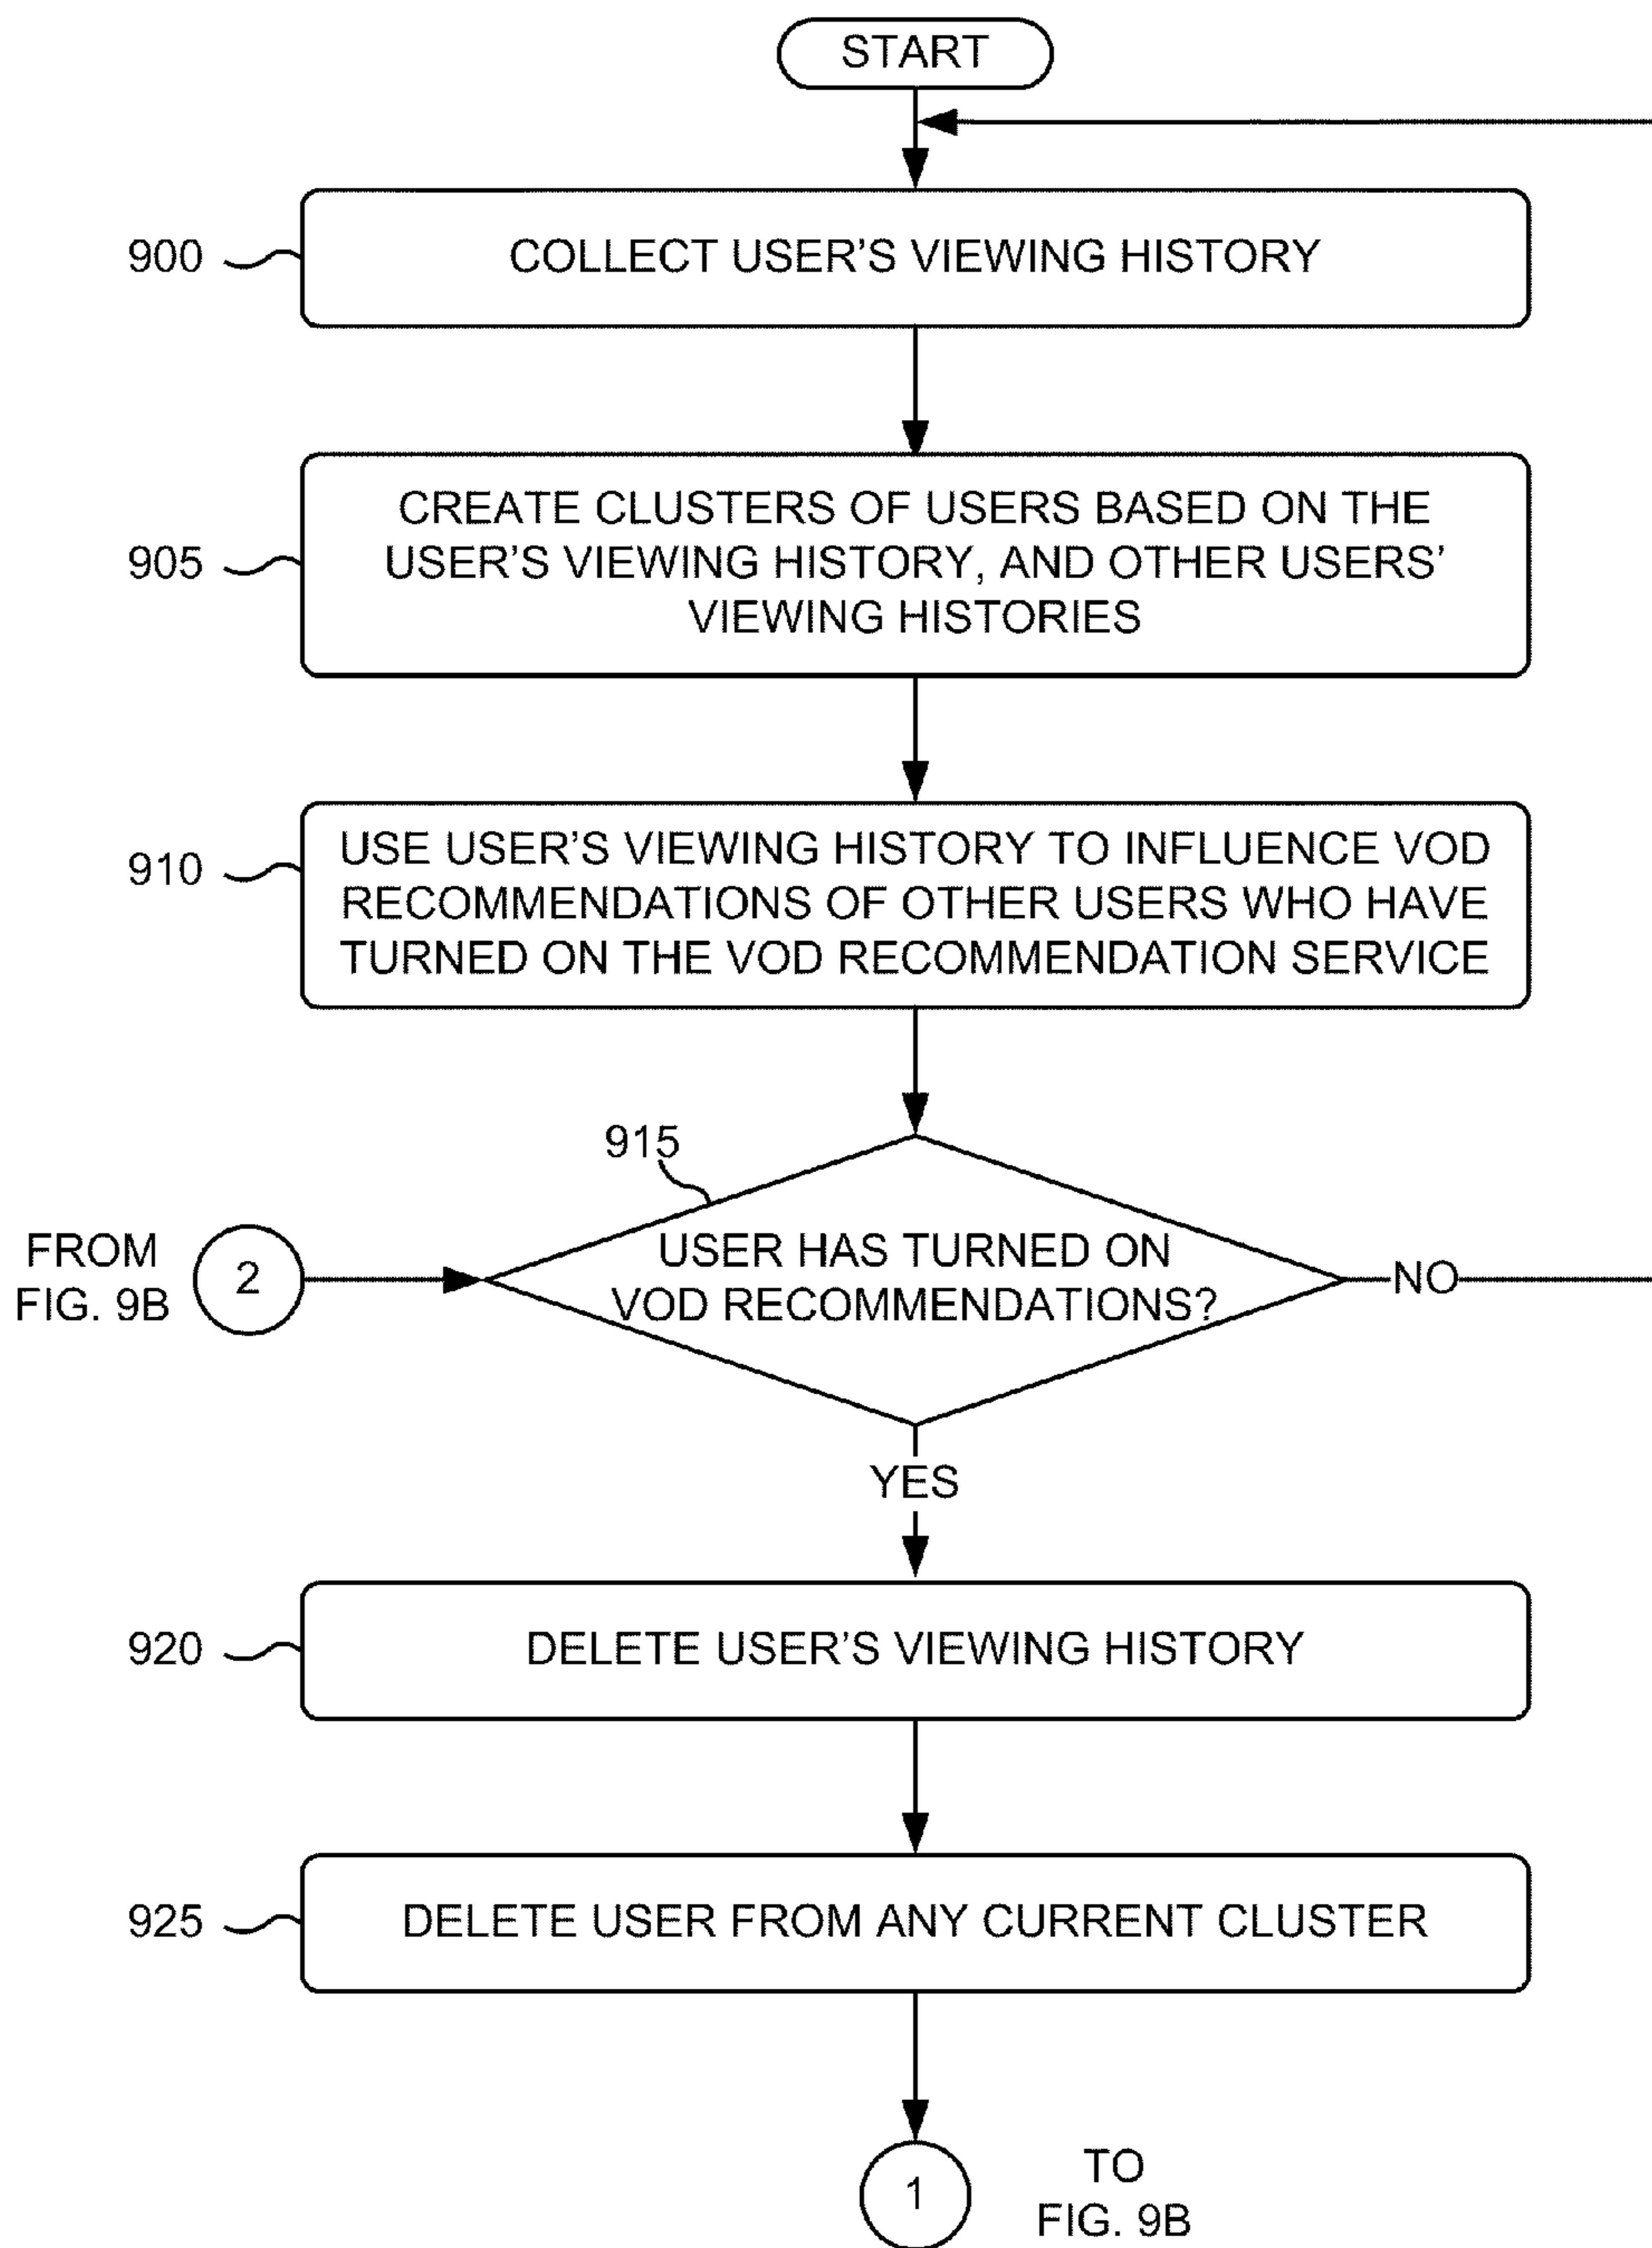 START
900
COLLECT USER'S VIEWING HISTORY
905
CREATE CLUSTERS OF USERS BASED ON THE
USER'S VIEWING HISTORY, AND OTHER USERS'
VIEWING HISTORIES
910
USE USER'S VIEWING HISTORY TO INFLUENCE VOD
RECOMMENDATIONS OF OTHER USERS WHO HAVE
TURNED ON THE VOD RECOMMENDATION SERVICE
915
FROM
FIG. 9B
2
USER HAS TURNED ON
VOD RECOMMENDATIONS?
NO
YES
920
DELETE USER'S VIEWING HISTORY
925
DELETE USER FROM ANY CURRENT CLUSTER
1
TO
FIG. 9B